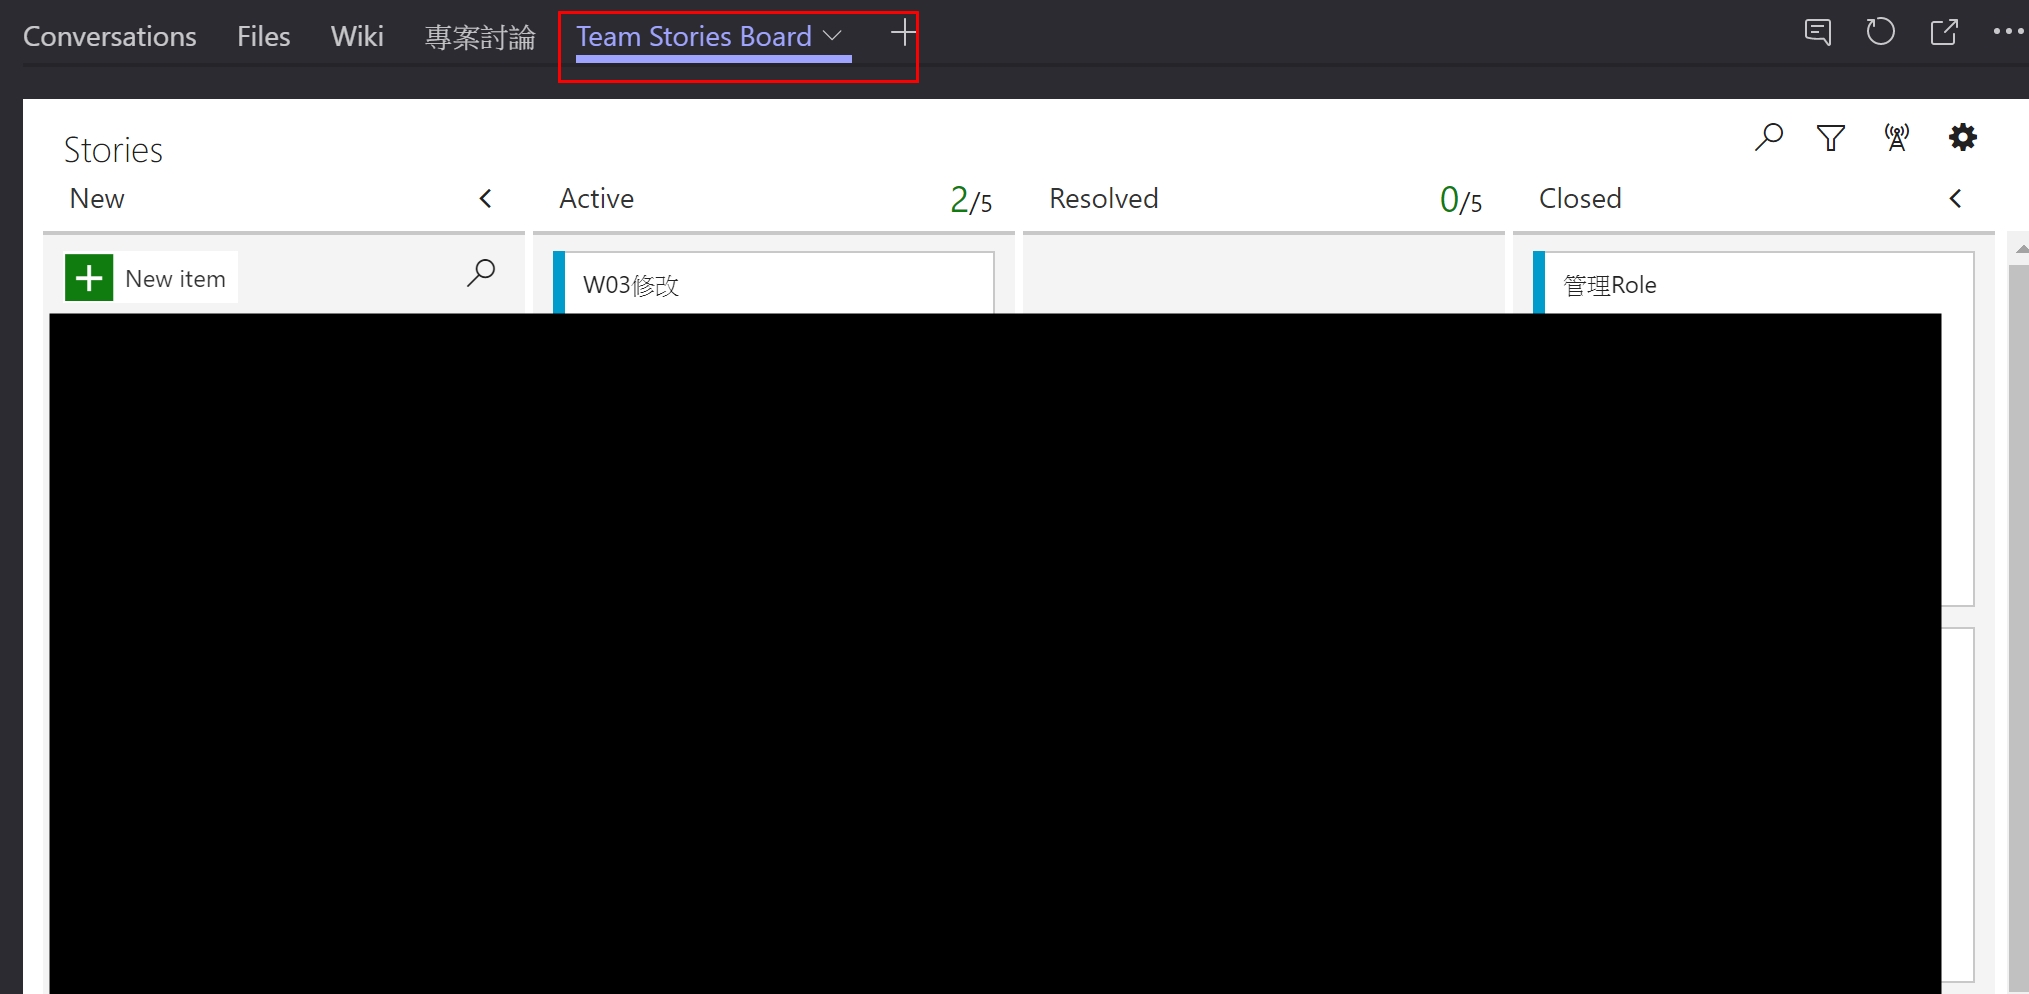 Conversations Files Wiki 專案討論 Team Stories Board
Stories
New Active 2/5 Resolved 0/5 Closed
New item W03修改 管理Role